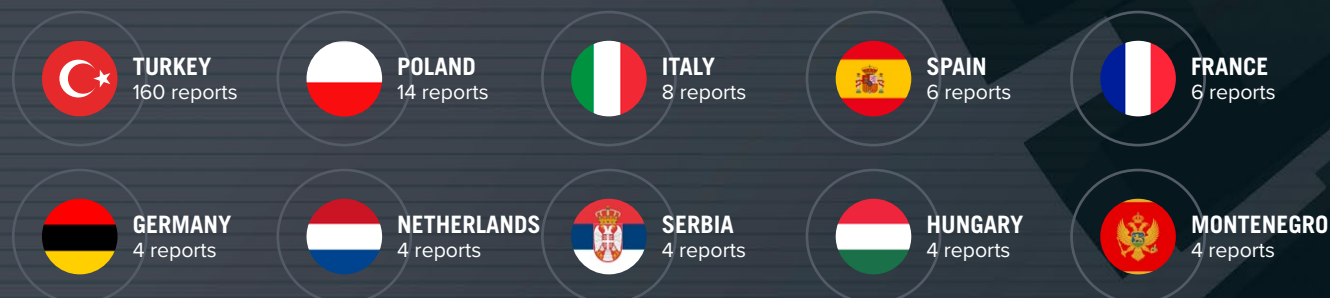 TURKEY
160 reports
POLAND
14 reports
ITALY
8 reports
SPAIN
6 reports
FRANCE
6 reports
GERMANY
4 reports
NETHERLANDS
4 reports
SERBIA
4 reports
HUNGARY
4 reports
MONTENEGRO
4 reports